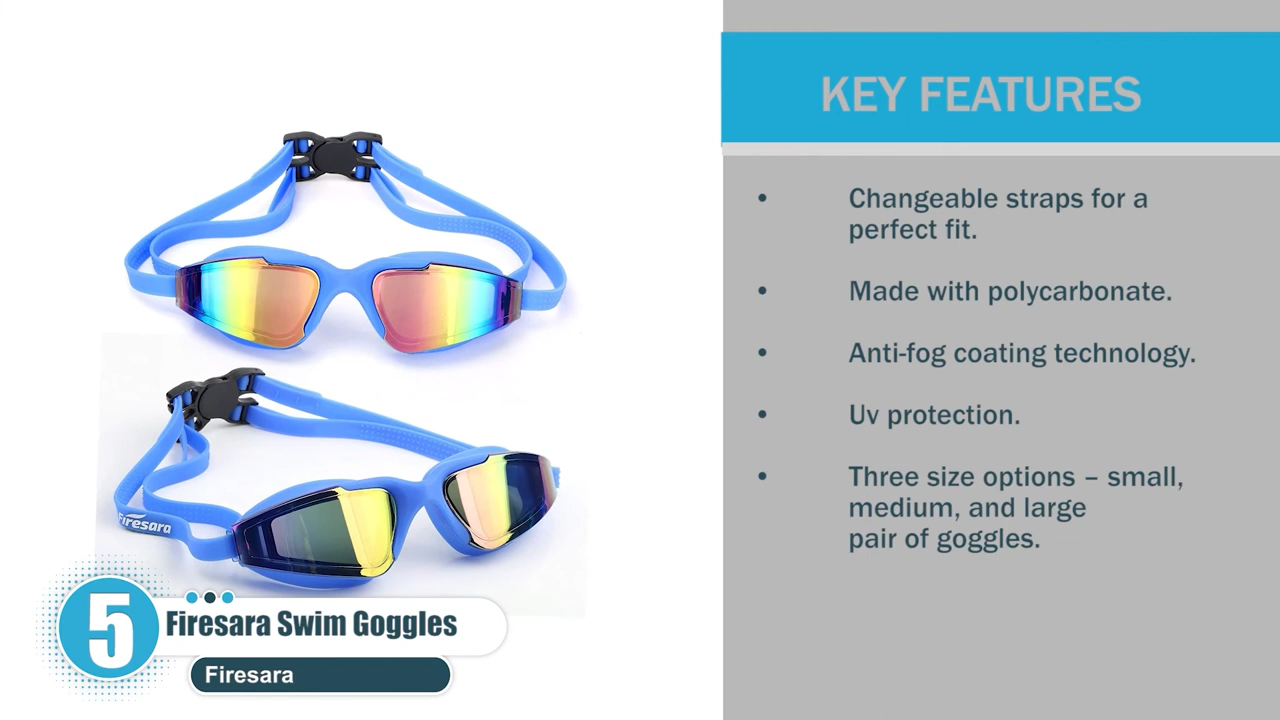 KEY FEATURES
• Changeable straps for a
perfect fit.
• Made with polycarbonate.
• Anti-fog coating technology.
• Uv protection.
• Three size options – small,
medium, and large
pair of goggles.
Firesara
5
Firesara Swim Goggles
Firesara